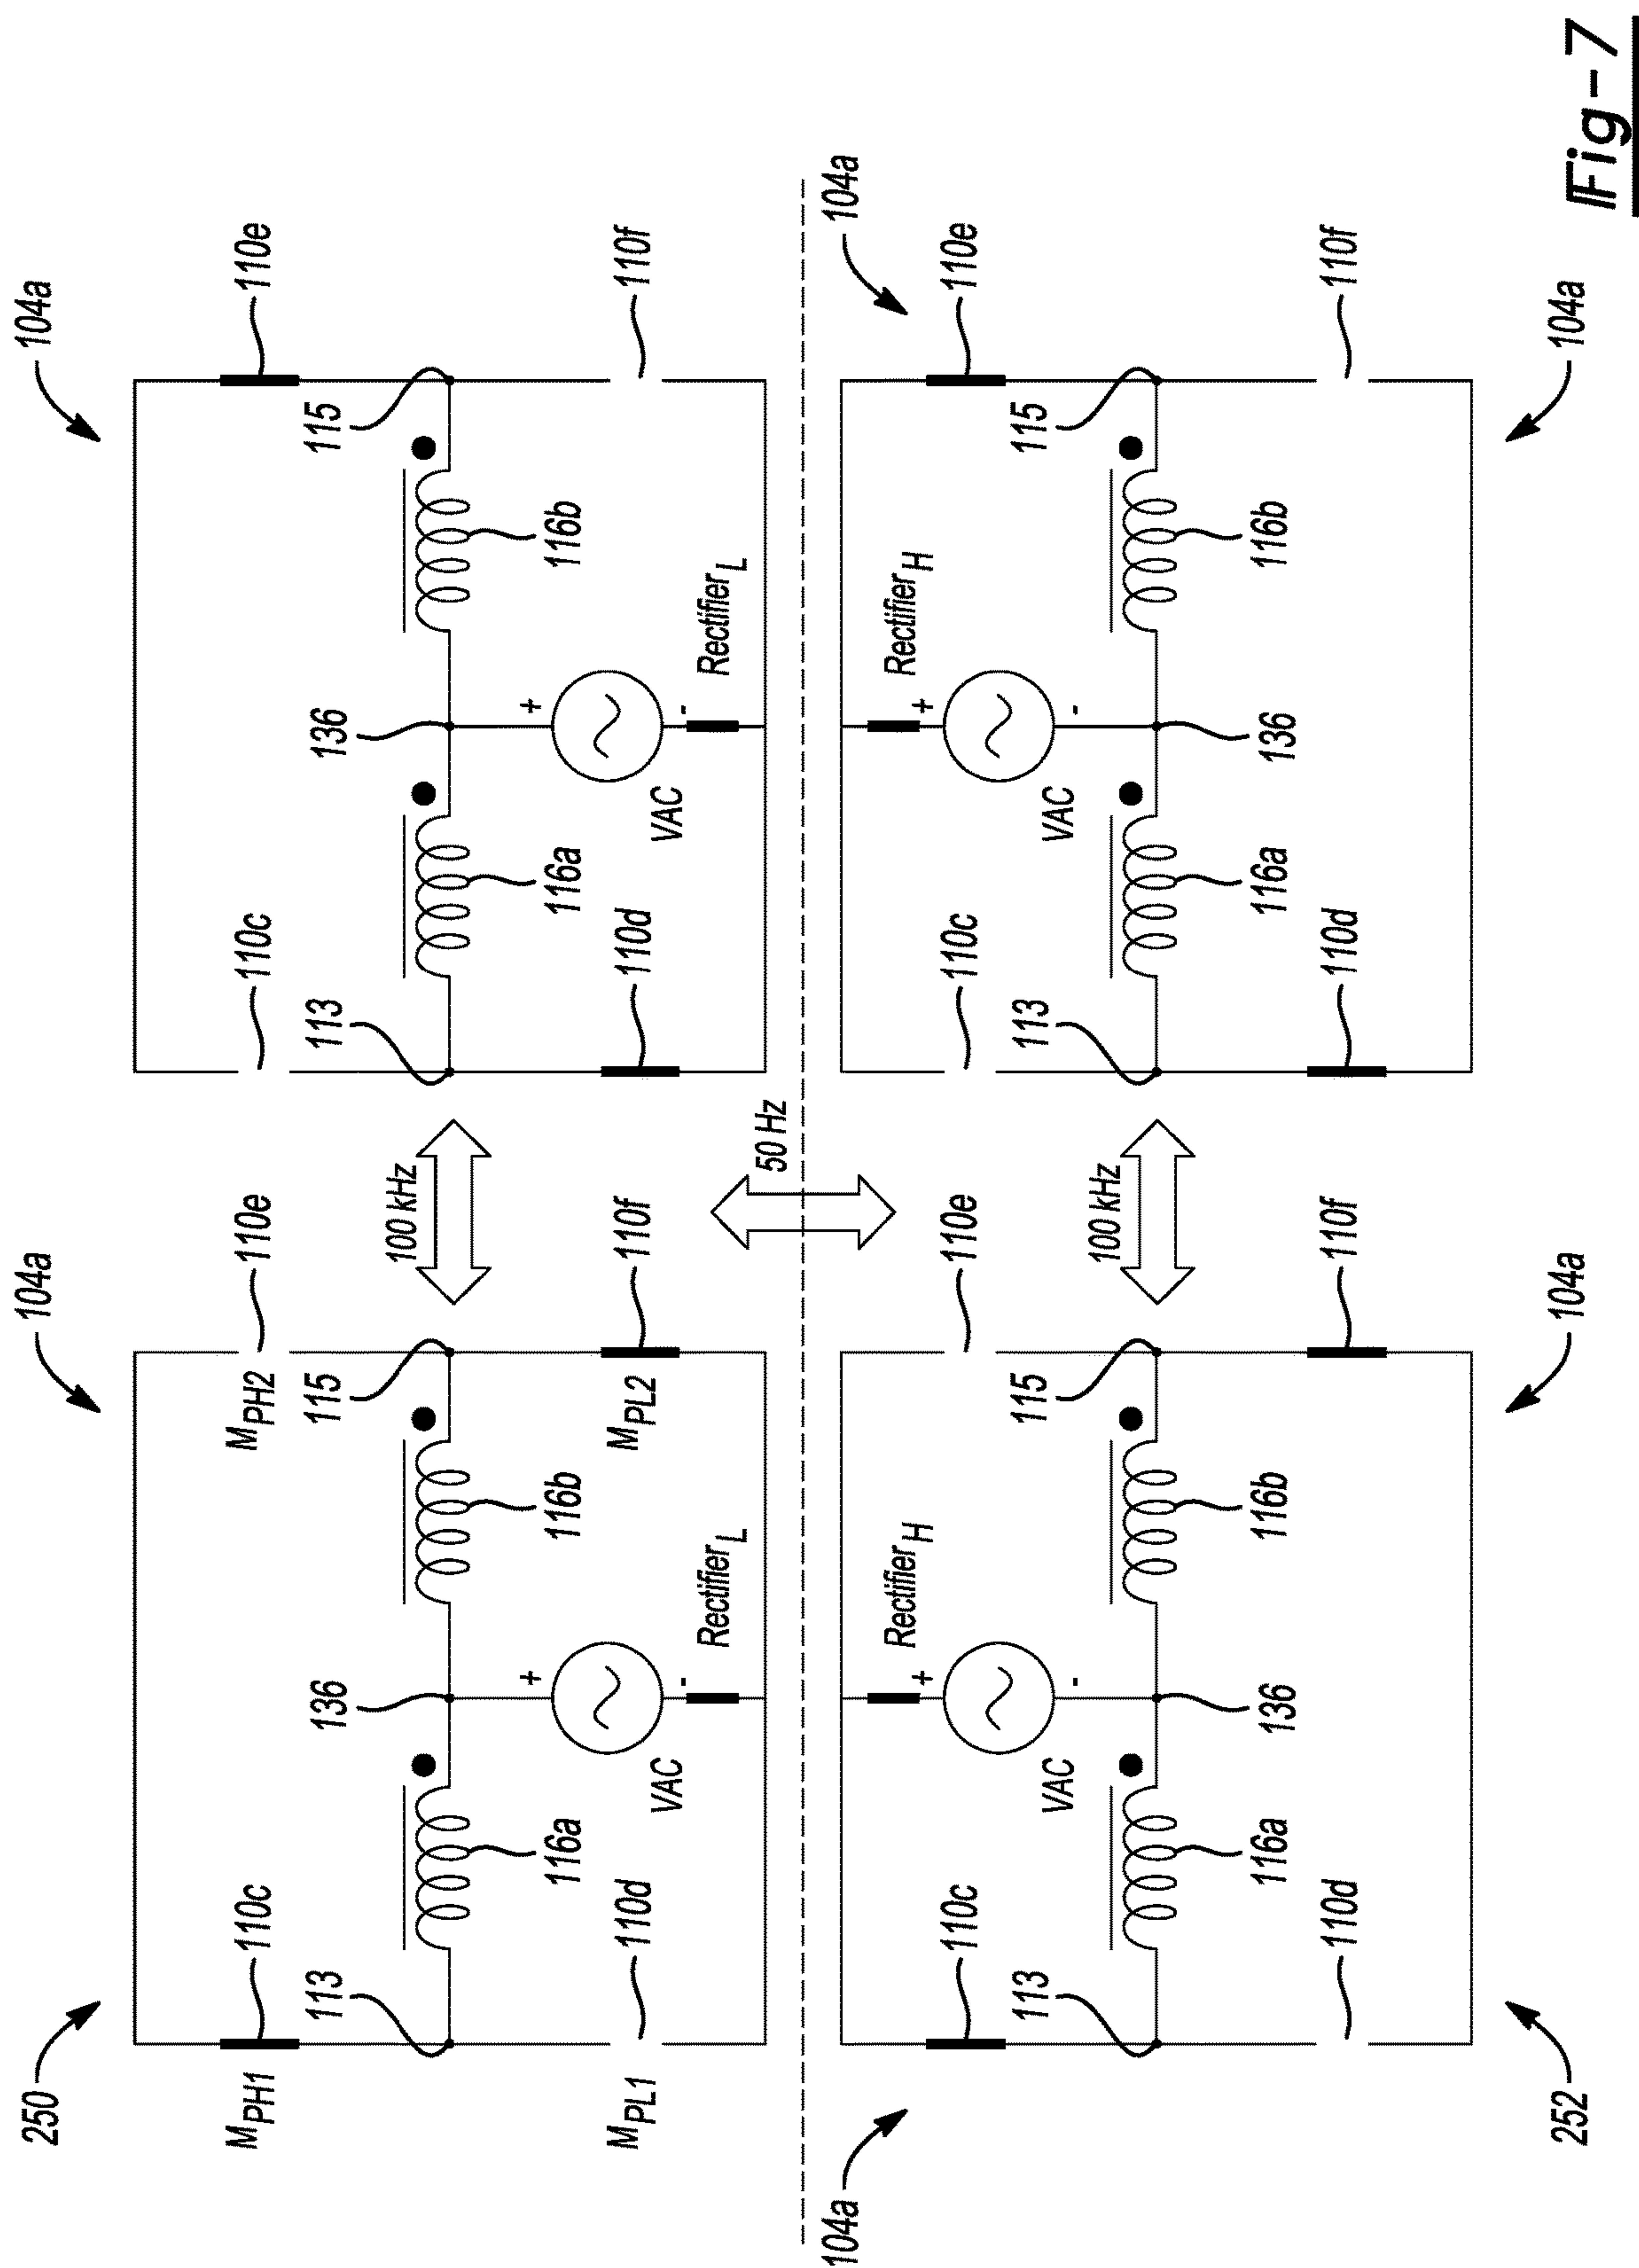 250 104a 104a
M_PH1 110c M_PH2 110e 110c 110e
113 136 115 113 136 115
100 kHz
+ +
116a 116b 116a 116b
M_PL1 110d M_PL2 110f 110d 110f
VAC VAC
- -
Rectifier_L Rectifier_L
50 Hz
104a 104a
Rectifier_H Rectifier_H
+ +
110c 110e 110c 110e
113 115 113 115
VAC VAC
- -
100 kHz
116a 136 116b 116a 136 116b
110d 110f 110d 110f
252 104a 104a
Fig-7